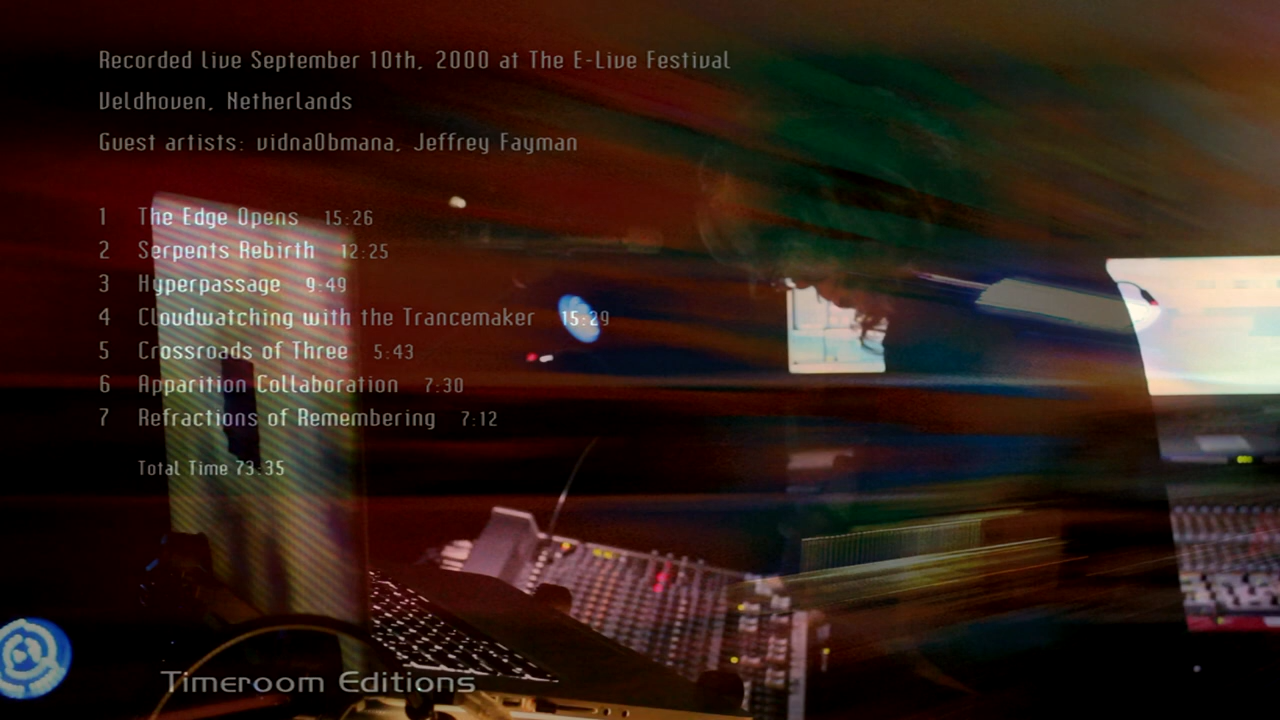 Recorded live September 10th, 2000 at The E-Live Festival
Veldhoven, Netherlands
Guest artists: vidnaObmana, Jeffrey Fayman
1 The Edge Opens 15:26
2 Serpents Rebirth 12:25
3 Hyperpassage 9:49
4 Cloudwatching with the Trancemaker 15:29
5 Crossroads of Three 5:43
6 Apparition Collaboration 7:30
7 Refractions of Remembering 7:12
Total Time 73:35
Timeroom Editions